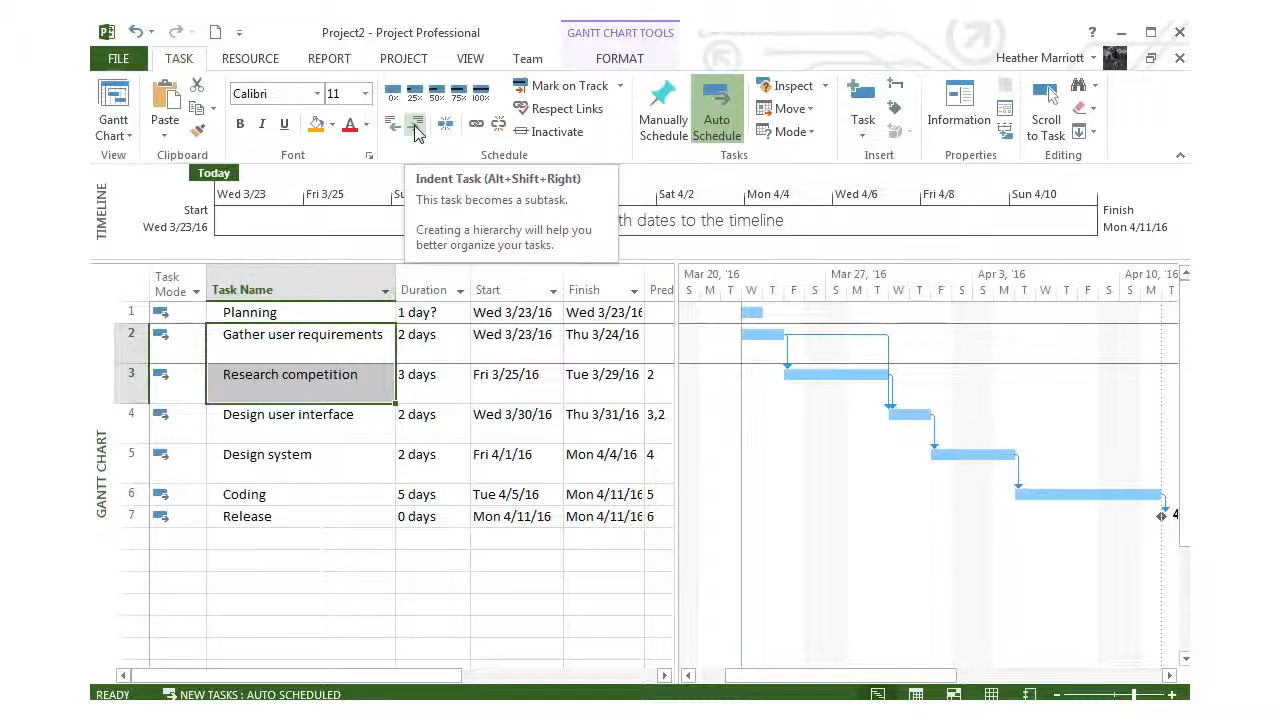 Project2 - Project Professional
GANTT CHART TOOLS
?
FILE TASK RESOURCE REPORT PROJECT VIEW Team FORMAT Heather Marriott
Calibri 11
0% 25% 50% 75% 100%
Mark on Track
Respect Links
Inactivate
Gantt Chart
Paste
Manually Schedule
Auto Schedule
Inspect
Move
Mode
Task
Information
Scroll to Task
B I U A
View Clipboard Font Schedule Tasks Insert Properties Editing
Indent Task (Alt+Shift+Right)
This task becomes a subtask.
Creating a hierarchy will help you
better organize your tasks.
TIMELINE
Today
Wed 3/23 Fri 3/25 Su Sat 4/2 Mon 4/4 Wed 4/6 Fri 4/8 Sun 4/10
Start
Wed 3/23/16
th dates to the timeline
Finish
Mon 4/11/16
GANTT CHART
Task Mode Task Name Duration Start Finish Pred
Mar 20, '16 Mar 27, '16 Apr 3, '16 Apr 10, '16
S M T W T F S S M T W T F S S M T W T F S S M T
1 Planning 1 day? Wed 3/23/16 Wed 3/23/16
2 Gather user requirements 2 days Wed 3/23/16 Thu 3/24/16
3 Research competition 3 days Fri 3/25/16 Tue 3/29/16 2
4 Design user interface 2 days Wed 3/30/16 Thu 3/31/16 3,2
5 Design system 2 days Fri 4/1/16 Mon 4/4/16 4
6 Coding 5 days Tue 4/5/16 Mon 4/11/16 5
7 Release 0 days Mon 4/11/16 Mon 4/11/16 6
4
READY NEW TASKS : AUTO SCHEDULED